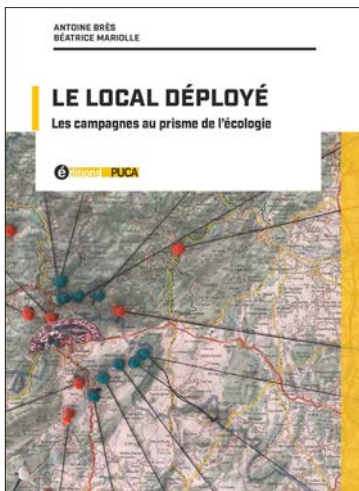 ANTOINE BRÈS
BÉATRICE MARIOLLE
LE LOCAL DÉPLOYÉ
Les campagnes au prisme de l'écologie
éditions PUCA